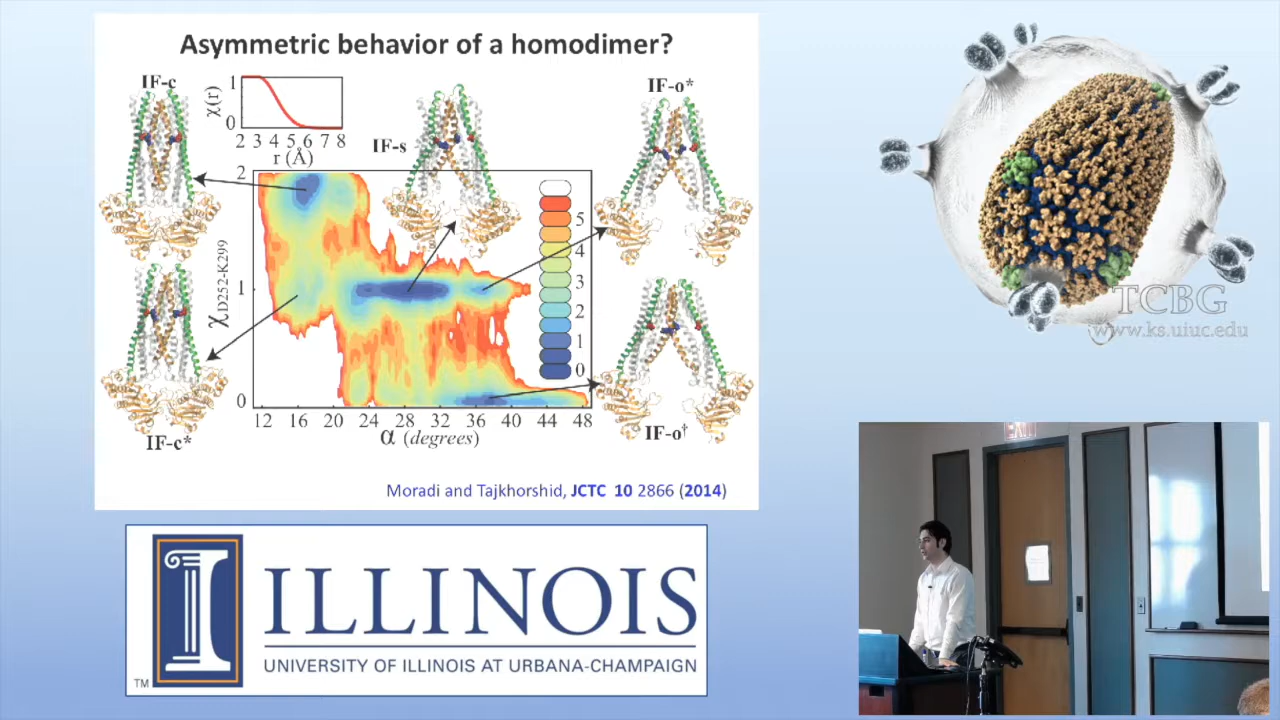 Asymmetric behavior of a homodimer?
IF-c
1
0
χ(r)
2 3 4 5 6 7 8
r (Å)
IF-s
IF-o*
2
1
0
χD252-K299
5
4
3
2
1
0
12 16 20 24 28 32 36 40 44 48
α (degrees)
IF-c*
IF-o†
Moradi and Tajkhorshid, JCTC 10 2866 (2014)
TCBG
www.ks.uiuc.edu
EXIT
I ILLINOIS
UNIVERSITY OF ILLINOIS AT URBANA-CHAMPAIGN
TM